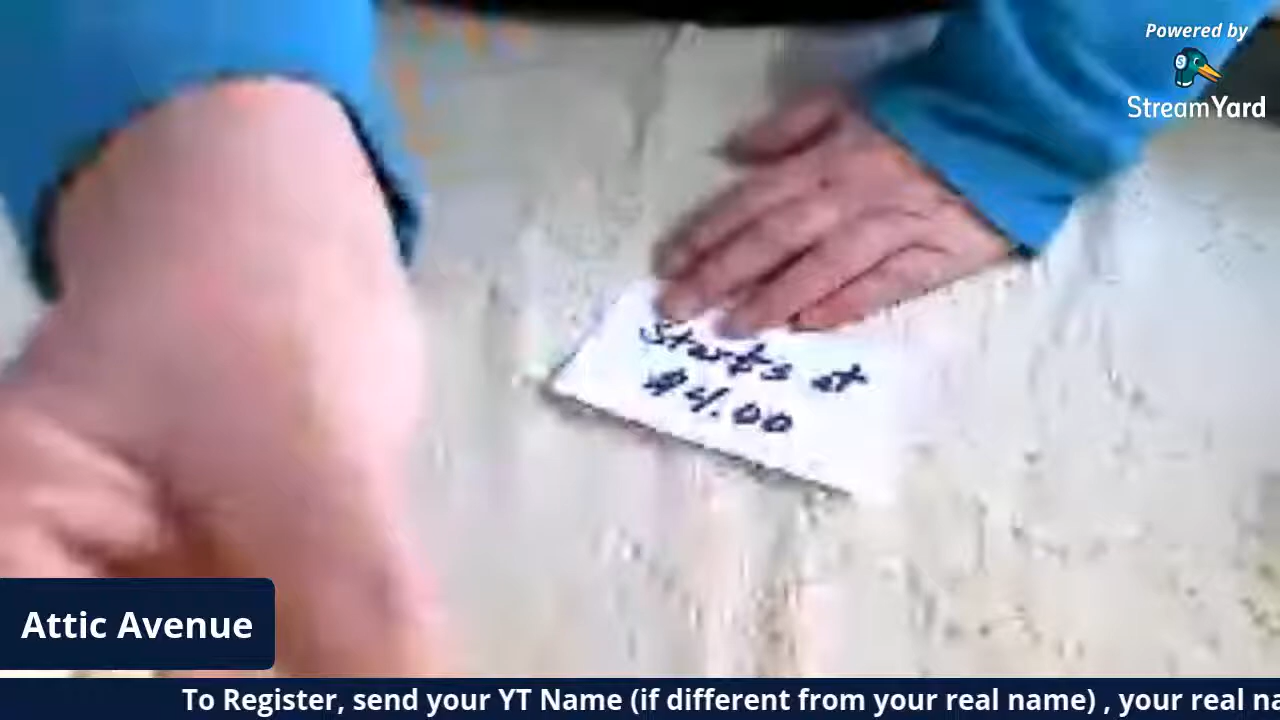 Powered by
StreamYard
Starts at
$4.00
Attic Avenue
To Register, send your YT Name (if different from your real name) , your real na